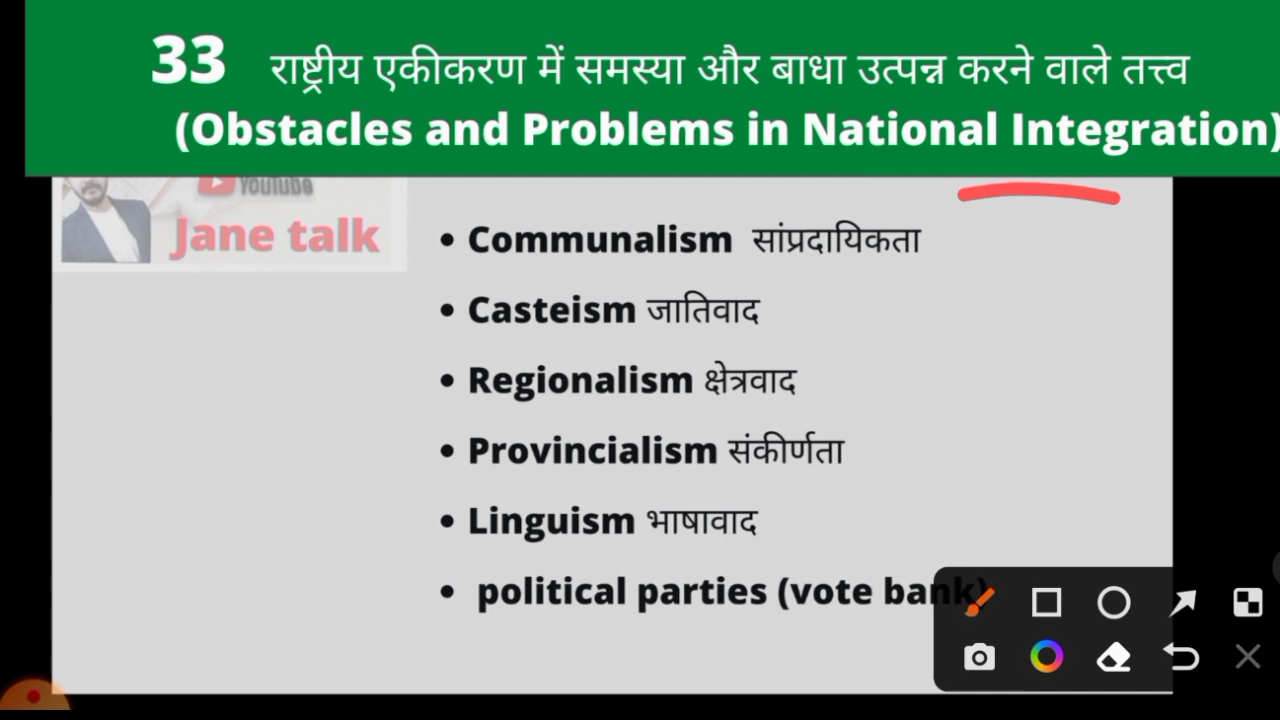 33 राष्ट्रीय एकीकरण में समस्या और बाधा उत्पन्न करने वाले तत्त्व
(Obstacles and Problems in National Integration)
YouTube
Jane talk
• Communalism सांप्रदायिकता
• Casteism जातिवाद
• Regionalism क्षेत्रवाद
• Provincialism संकीर्णता
• Linguism भाषावाद
• political parties (vote bank)